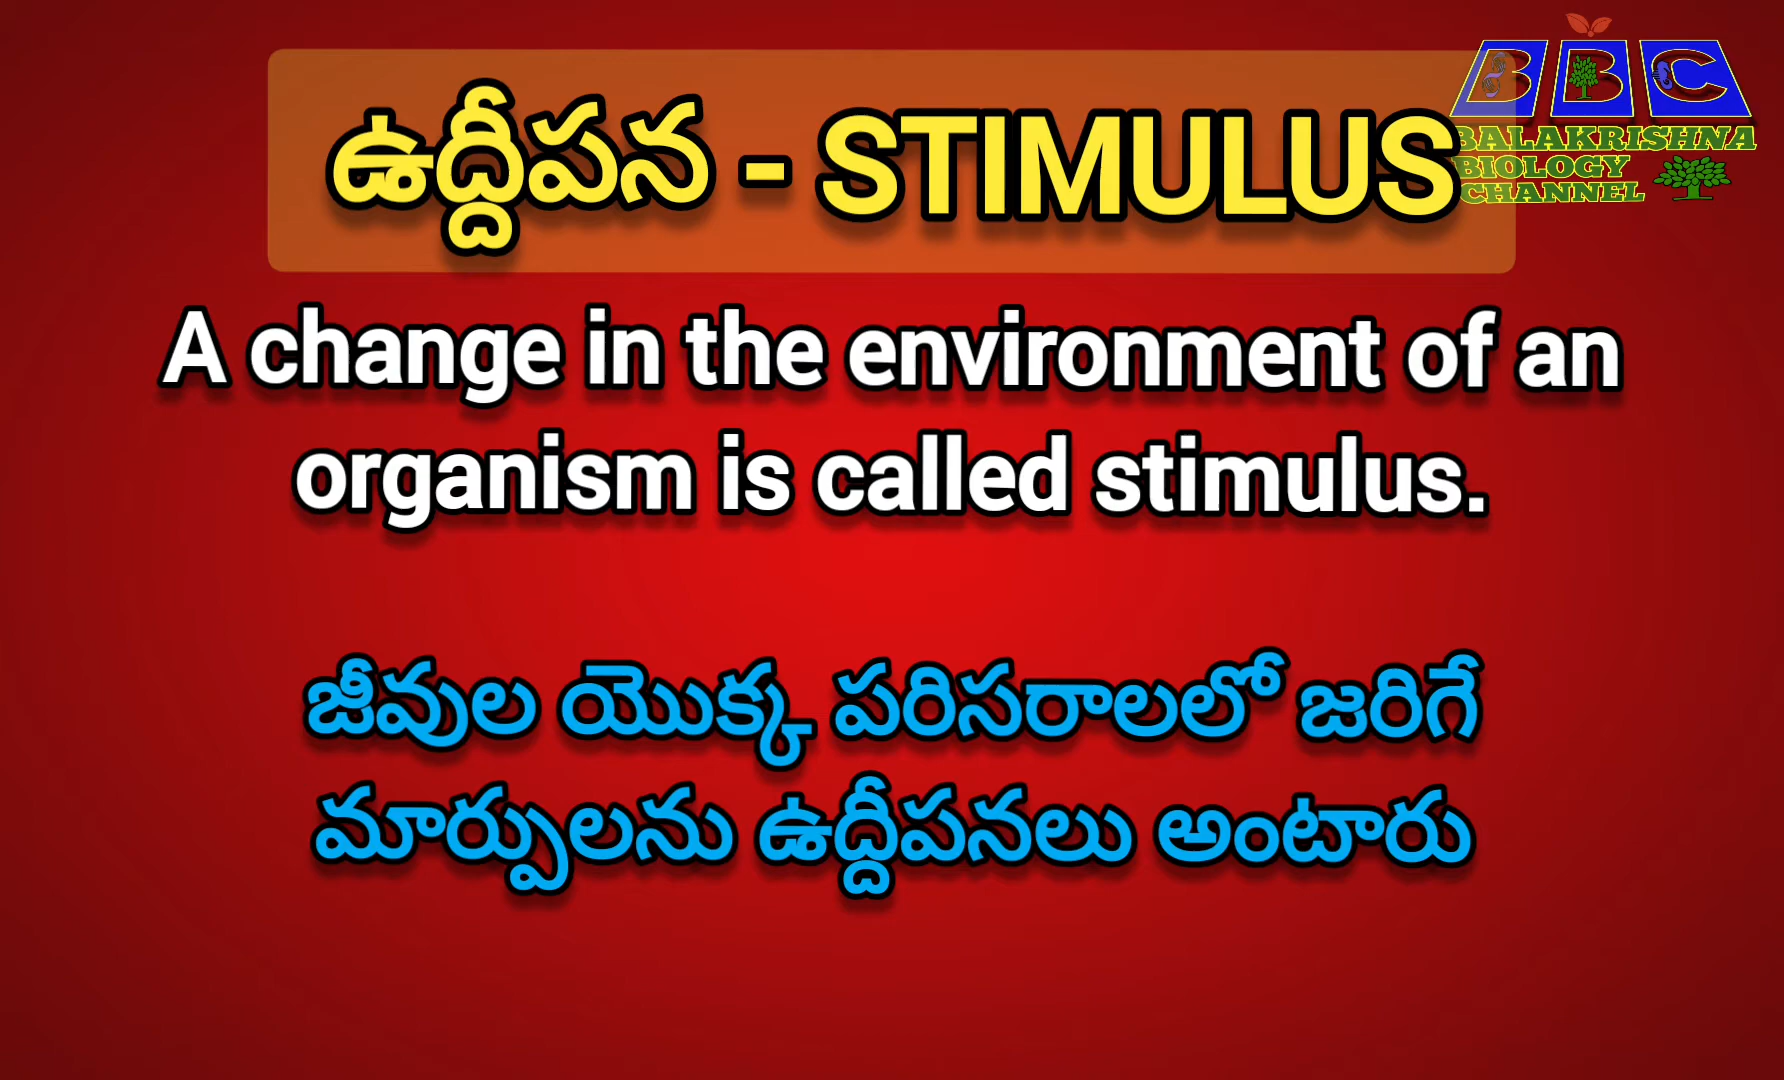 ఉద్దీపన - STIMULUS
BBC
BALAKRISHNA
BIOLOGY
CHANNEL
A change in the environment of an
organism is called stimulus.
జీవుల యొక్క పరిసరాలలో జరిగే
మార్పులను ఉద్దీపనలు అంటారు